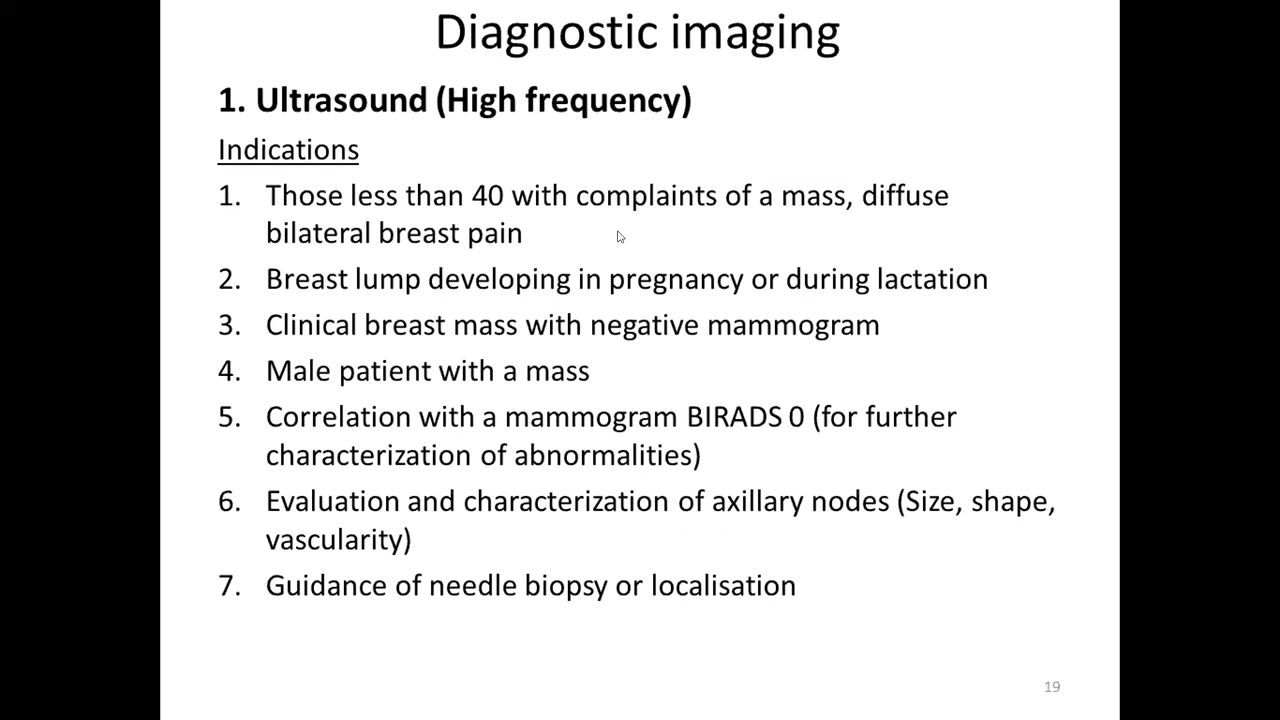 Diagnostic imaging
1. Ultrasound (High frequency)
Indications
1. Those less than 40 with complaints of a mass, diffuse
bilateral breast pain
2. Breast lump developing in pregnancy or during lactation
3. Clinical breast mass with negative mammogram
4. Male patient with a mass
5. Correlation with a mammogram BIRADS 0 (for further
characterization of abnormalities)
6. Evaluation and characterization of axillary nodes (Size, shape,
vascularity)
7. Guidance of needle biopsy or localisation
19